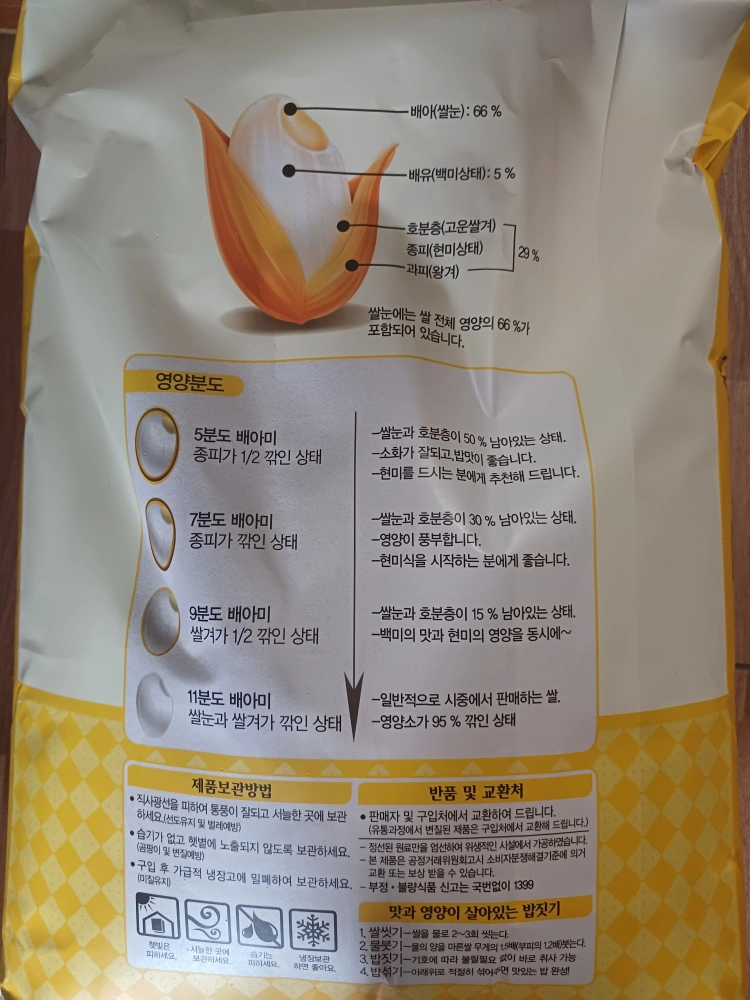 배아(쌀눈) : 66 %
배유(백미상태) : 5 %
호분층(고운쌀겨)
종피(현미상태)
과피(왕겨)
29 %
쌀눈에는 쌀 전체 영양의 66 %가
포함되어 있습니다.
영양분도
5분도 배아미
종피가 1/2 깎인 상태
-쌀눈과 호분층이 50 % 남아있는 상태.
-소화가 잘되고,밥맛이 좋습니다.
-현미를 드시는 분에게 추천해 드립니다.
7분도 배아미
종피가 깎인 상태
-쌀눈과 호분층이 30 % 남아있는 상태.
-영양이 풍부합니다.
-현미식을 시작하는 분에게 좋습니다.
9분도 배아미
쌀겨가 1/2 깎인 상태
-쌀눈과 호분층이 15 % 남아있는 상태.
-백미의 맛과 현미의 영양을 동시에~
11분도 배아미
쌀눈과 쌀겨가 깎인 상태
-일반적으로 시중에서 판매하는 쌀.
-영양소가 95 % 깎인 상태
제품보관방법
• 직사광선을 피하여 통풍이 잘되고 서늘한 곳에 보관
하세요.(선도유지 및 벌레예방)
• 습기가 없고 햇볕에 노출되지 않도록 보관하세요.
(곰팡이 및 변질예방)
• 구입 후 가급적 냉장고에 밀폐하여 보관하세요.
(미질유지)
햇빛은
피하세요.
서늘한 곳에
보관하세요.
습기는
피하세요.
냉장보관
하면 좋아요.
반품 및 교환처
• 판매자 및 구입처에서 교환하여 드립니다.
(유통과정에서 변질된 제품은 구입처에서 교환해 드립니다.)
- 정선된 원료만을 엄선하여 위생적인 시설에서 가공하였습니다.
- 본 제품은 공정거래위원회고시 소비자분쟁해결기준에 의거
교환 또는 보상 받을 수 있습니다.
- 부정·불량식품 신고는 국번없이 1399
맛과 영양이 살아있는 밥짓기
1. 쌀씻기-쌀을 물로 2~3회 씻는다.
2. 물붓기-물의 양을 마른쌀 무게의 1.5배(부피의 1.2배)붓는다.
3. 밥짓기-기호에 따라 불릴필요 없이 바로 취사 가능
4. 밥섞기-아래위로 적절히 섞어주면 맛있는 밥 완성!